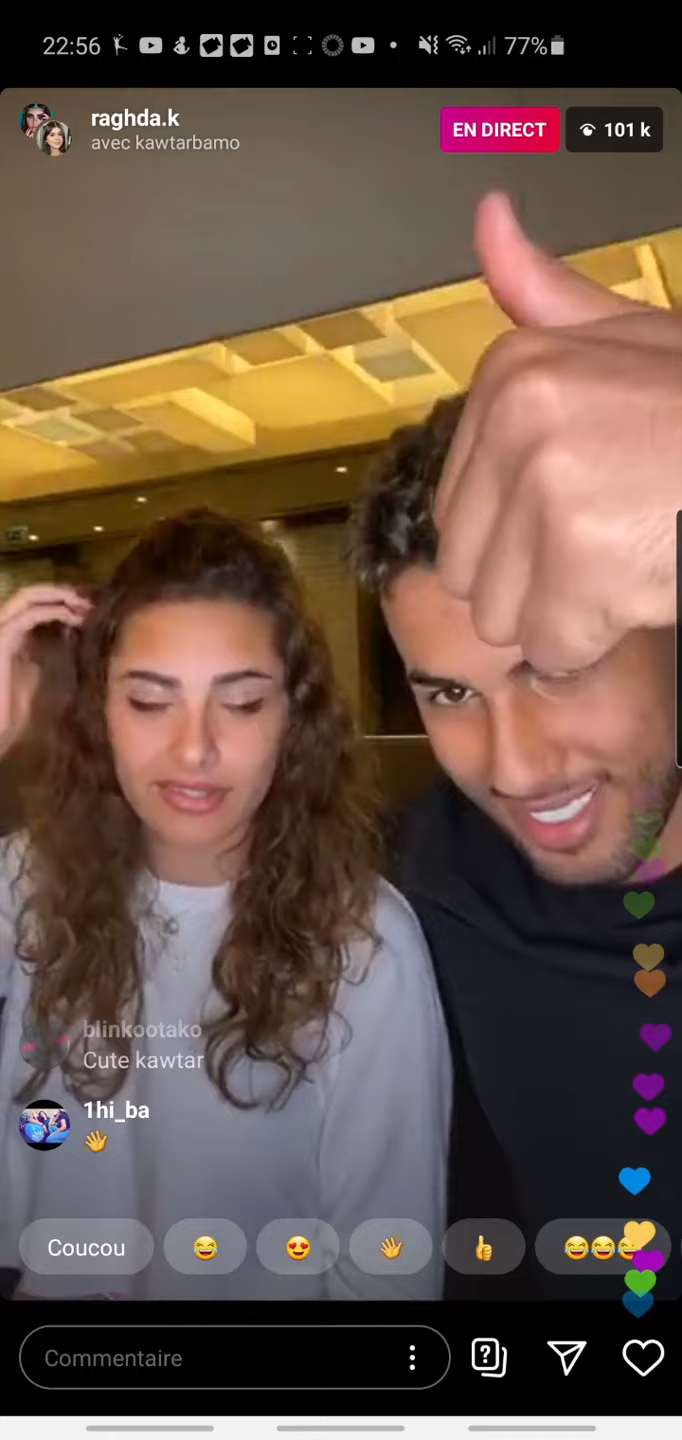 22:56
77%
raghda.k
avec kawtarbamo
EN DIRECT
101 k
blinkootako
Cute kawtar
1hi_ba
👋
Coucou 😂 😍 👋 👍 😂😂😂
Commentaire